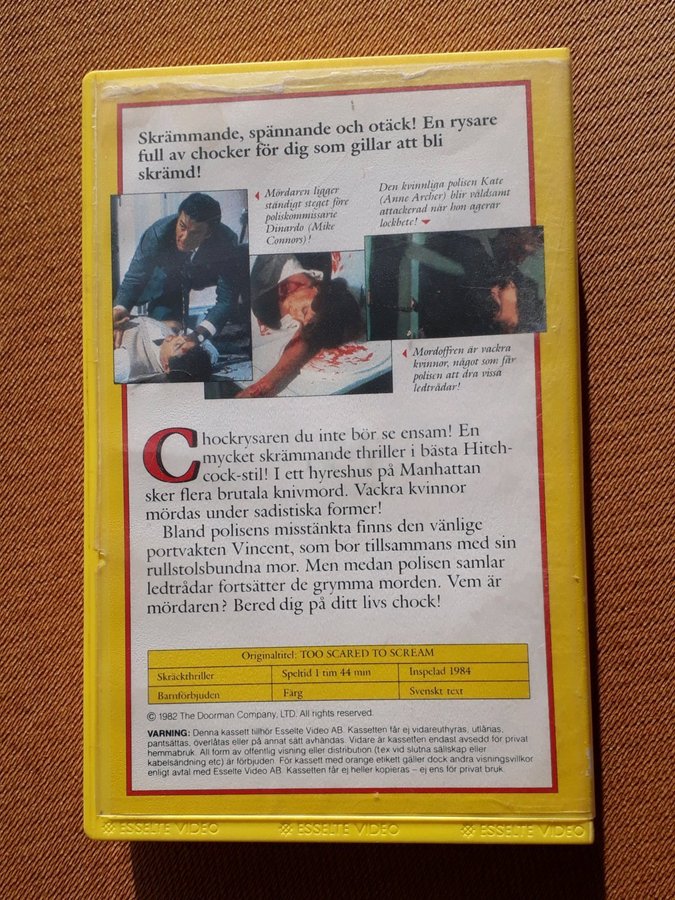 Skrämmande, spännande och otäck! En rysare
full av chocker för dig som gillar att bli
skrämd!
Mördaren ligger
ständigt steget före
poliskommissarie
Dinardo (Mike
Connors)!
Den kvinnliga polisen Kate
(Anne Archer) blir våldsamt
attackerad när hon agerar
lockbete!
Mordoffren är vackra
kvinnor, något som får
polisen att dra vissa
ledtrådar!
Chockrysaren du inte bör se ensam! En
mycket skrämmande thriller i bästa Hitch-
cock-stil! I ett hyreshus på Manhattan
sker flera brutala knivmord. Vackra kvinnor
mördas under sadistiska former!
Bland polisens misstänkta finns den vänlige
portvakten Vincent, som bor tillsammans med sin
rullstolsbundna mor. Men medan polisen samlar
ledtrådar fortsätter de grymma morden. Vem är
mördaren? Bered dig på ditt livs chock!
Originaltitel: TOO SCARED TO SCREAM
Skräckthriller Speltid 1 tim 44 min Inspelad 1984
Barnförbjuden Färg Svenskt text
© 1982 The Doorman Company, LTD. All rights reserved.
VARNING: Denna kassett tillhör Esselte Video AB. Kassetten får ej vidareuthyras, utlånas,
pantsättas, överlåtas eller på annat sätt avhändas. Vidare är kassetten endast avsedd för privat
hemmabruk. All form av offentlig visning eller distribution (tex vid slutna sällskap eller
kabelsändning etc) är förbjuden. För kassett med orange etikett gäller dock andra visningsvillkor
enligt avtal med Esselte Video AB. Kassetten får ej heller kopieras – ej ens för privat bruk.
ESSELTE VIDEO ESSELTE VIDEO ESSELTE VIDEO